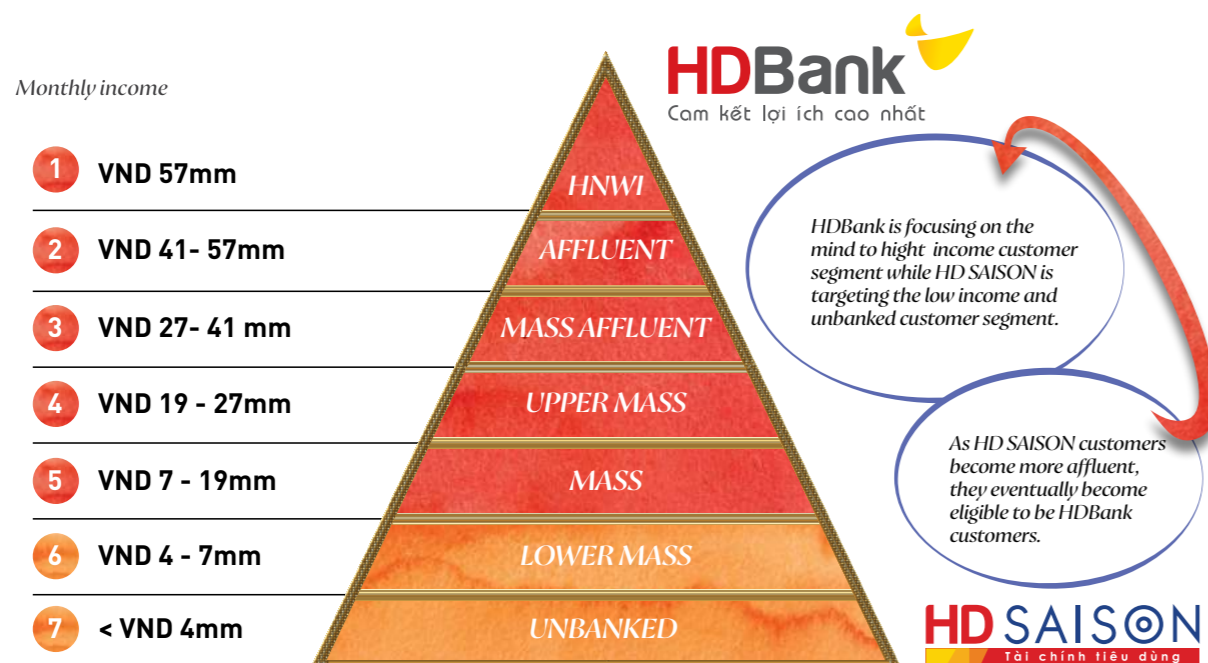 HDBank
Cam kết lợi ích cao nhất
Monthly income
1 VND 57mm
HNWI
2 VND 41- 57mm
AFFLUENT
3 VND 27- 41 mm
MASS AFFLUENT
4 VND 19 - 27mm
UPPER MASS
5 VND 7 - 19mm
MASS
6 VND 4 - 7mm
LOWER MASS
7 < VND 4mm
UNBANKED
HDBank is focusing on the
mind to hight income customer
segment while HD SAISON is
targeting the low income and
unbanked customer segment.
As HD SAISON customers
become more affluent,
they eventually become
eligible to be HDBank
customers.
HD SAISON
Tài chính tiêu dùng